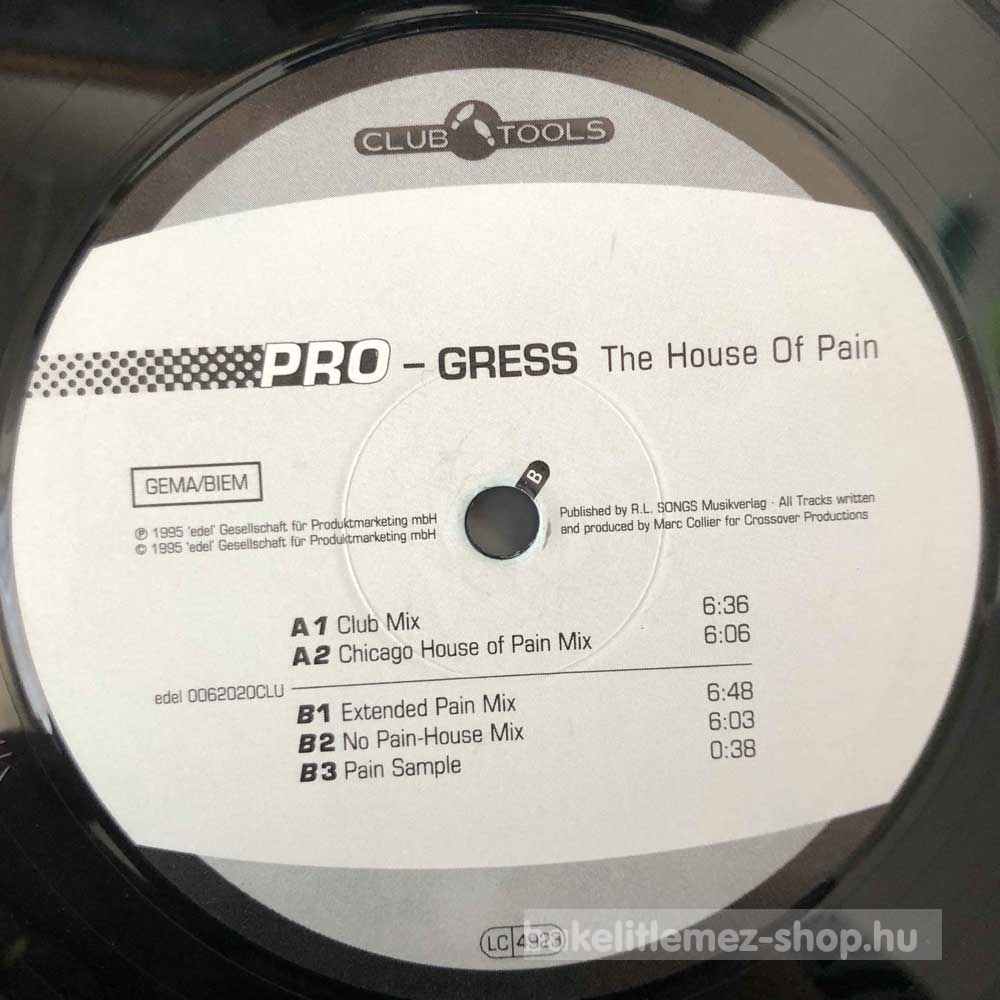 CLUB TOOLS
PRO – GRESS The House Of Pain
GEMA/BIEM
B
℗ 1995 'edel' Gesellschaft für Produktmarketing mbH
© 1995 'edel' Gesellschaft für Produktmarketing mbH
Published by R.L. SONGS Musikverlag · All Tracks written
and produced by Marc Collier for Crossover Productions
A1 Club Mix 6:36
A2 Chicago House of Pain Mix 6:06
edel 0062020CLU
B1 Extended Pain Mix 6:48
B2 No Pain-House Mix 6:03
B3 Pain Sample 0:38
LC 4923
bakelitlemez-shop.hu